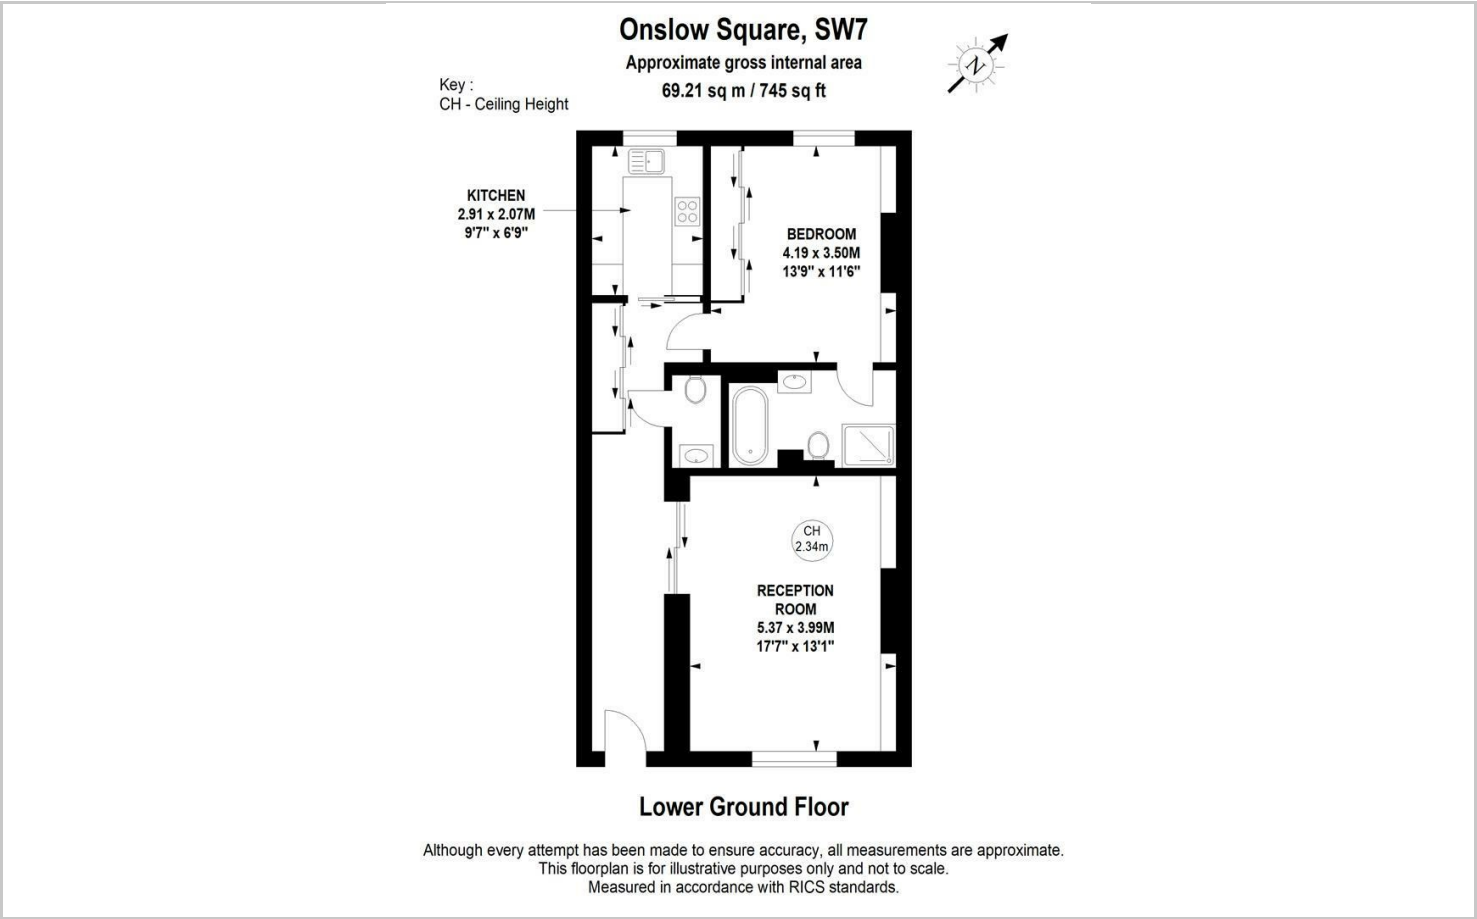 Onslow Square, SW7
Approximate gross internal area
69.21 sq m / 745 sq ft
Key :
CH - Ceiling Height
N
KITCHEN
2.91 x 2.07M
9'7" x 6'9"
BEDROOM
4.19 x 3.50M
13'9" x 11'6"
CH
2.34m
RECEPTION
ROOM
5.37 x 3.99M
17'7" x 13'1"
Lower Ground Floor
Although every attempt has been made to ensure accuracy, all measurements are approximate.
This floorplan is for illustrative purposes only and not to scale.
Measured in accordance with RICS standards.